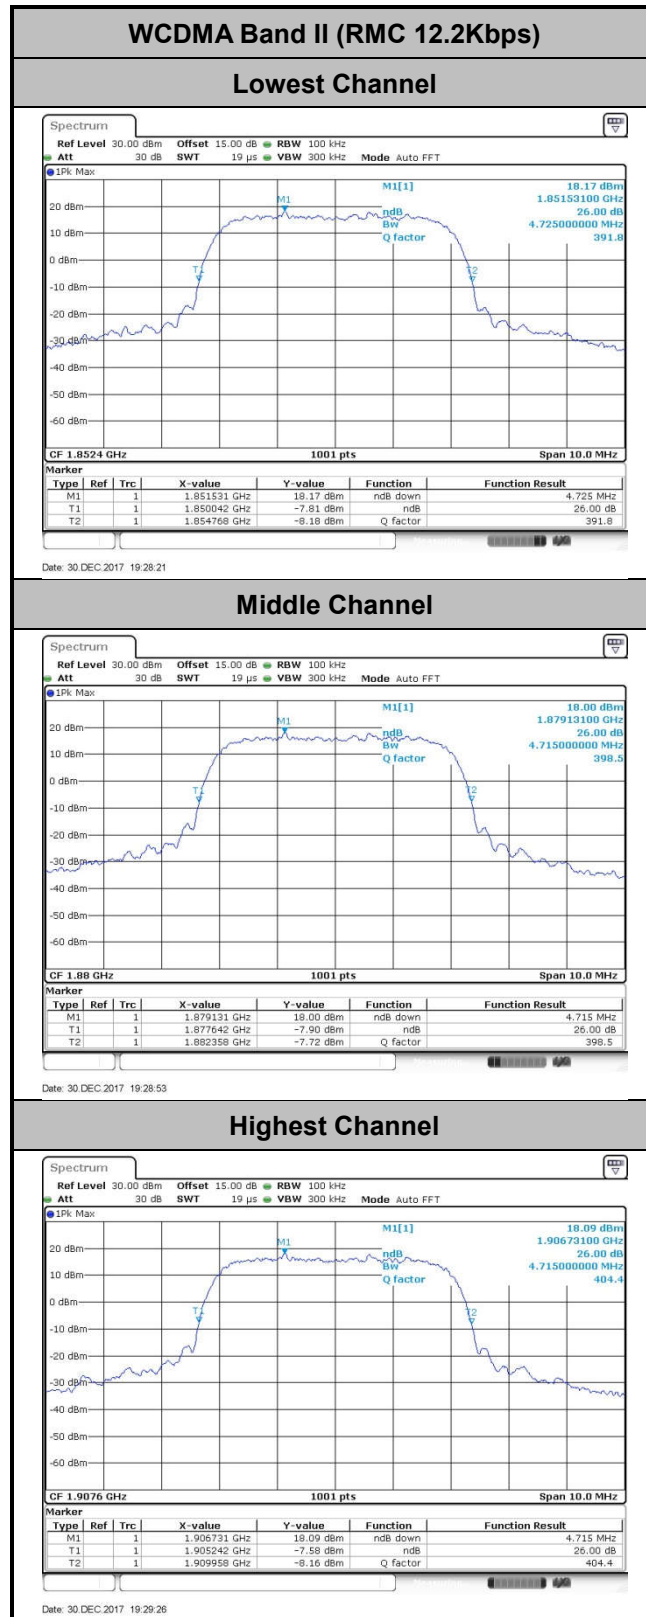 WCDMA Band II (RMC 12.2Kbps)
Lowest Channel
Spectrum
Ref Level 30.00 dBm Offset 15.00 dB RBW 100 kHz
Att 30 dB SWT 19 µs VBW 300 kHz Mode Auto FFT
1Pk Max
M1[1] 18.17 dBm
1.85153100 GHz
M1
20 dBm
ndB 26.00 dB
Bw 4.725000000 MHz
10 dBm
Q factor 391.8
0 dBm
T1
T2
-10 dBm
-20 dBm
-30 dBm
-40 dBm
-50 dBm
-60 dBm
CF 1.8524 GHz 1001 pts Span 10.0 MHz
Marker
Type Ref Trc X-value Y-value Function Function Result
M1 1 1.851531 GHz 18.17 dBm ndB down 4.725 MHz
T1 1 1.850042 GHz -7.81 dBm ndB 26.00 dB
T2 1 1.854768 GHz -8.18 dBm Q factor 391.8
Date: 30.DEC.2017 19:28:21
Middle Channel
Spectrum
Ref Level 30.00 dBm Offset 15.00 dB RBW 100 kHz
Att 30 dB SWT 19 µs VBW 300 kHz Mode Auto FFT
1Pk Max
M1[1] 18.00 dBm
1.87913100 GHz
M1
20 dBm
ndB 26.00 dB
Bw 4.715000000 MHz
10 dBm
Q factor 398.5
0 dBm
T1
T2
-10 dBm
-20 dBm
-30 dBm
-40 dBm
-50 dBm
-60 dBm
CF 1.88 GHz 1001 pts Span 10.0 MHz
Marker
Type Ref Trc X-value Y-value Function Function Result
M1 1 1.879131 GHz 18.00 dBm ndB down 4.715 MHz
T1 1 1.877642 GHz -7.90 dBm ndB 26.00 dB
T2 1 1.882358 GHz -7.72 dBm Q factor 398.5
Date: 30.DEC.2017 19:28:53
Highest Channel
Spectrum
Ref Level 30.00 dBm Offset 15.00 dB RBW 100 kHz
Att 30 dB SWT 19 µs VBW 300 kHz Mode Auto FFT
1Pk Max
M1[1] 18.09 dBm
1.90673100 GHz
M1
20 dBm
ndB 26.00 dB
Bw 4.715000000 MHz
10 dBm
Q factor 404.4
0 dBm
T1
T2
-10 dBm
-20 dBm
-30 dBm
-40 dBm
-50 dBm
-60 dBm
CF 1.9076 GHz 1001 pts Span 10.0 MHz
Marker
Type Ref Trc X-value Y-value Function Function Result
M1 1 1.906731 GHz 18.09 dBm ndB down 4.715 MHz
T1 1 1.905242 GHz -7.58 dBm ndB 26.00 dB
T2 1 1.909958 GHz -8.16 dBm Q factor 404.4
Date: 30.DEC.2017 19:29:26